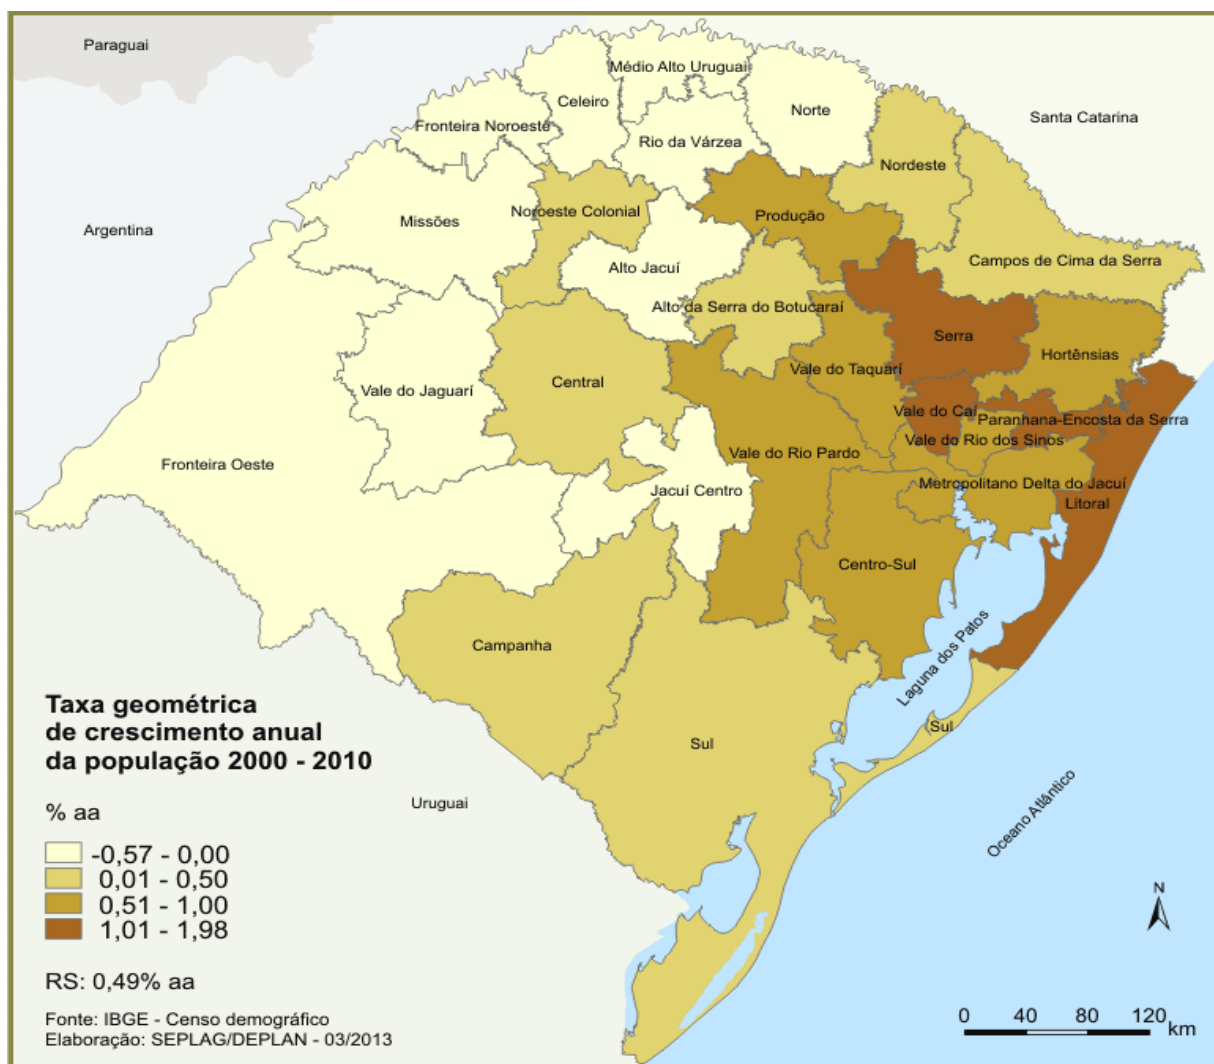 Paraguai
Médio Alto Uruguai
Celeiro
Norte
Santa Catarina
Fronteira Noroeste
Rio da Várzea
Nordeste
Noroeste Colonial
Produção
Missões
Argentina
Alto Jacuí
Campos de Cima da Serra
Alto da Serra do Botucaraí
Serra
Hortênsias
Vale do Taquarí
Central
Vale do Jaguarí
Vale do Caí
Paranhana-Encosta da Serra
Vale do Rio dos Sinos
Vale do Rio Pardo
Fronteira Oeste
Metropolitano Delta do Jacuí
Jacuí Centro
Litoral
Centro-Sul
Campanha
Laguna dos Patos
Sul
Sul
Uruguai
Oceano Atlântico
Taxa geométrica
de crescimento anual
da população 2000 - 2010
% aa
-0,57 - 0,00
0,01 - 0,50
0,51 - 1,00
1,01 - 1,98
RS: 0,49% aa
Fonte: IBGE - Censo demográfico
Elaboração: SEPLAG/DEPLAN - 03/2013
N
0 40 80 120
km